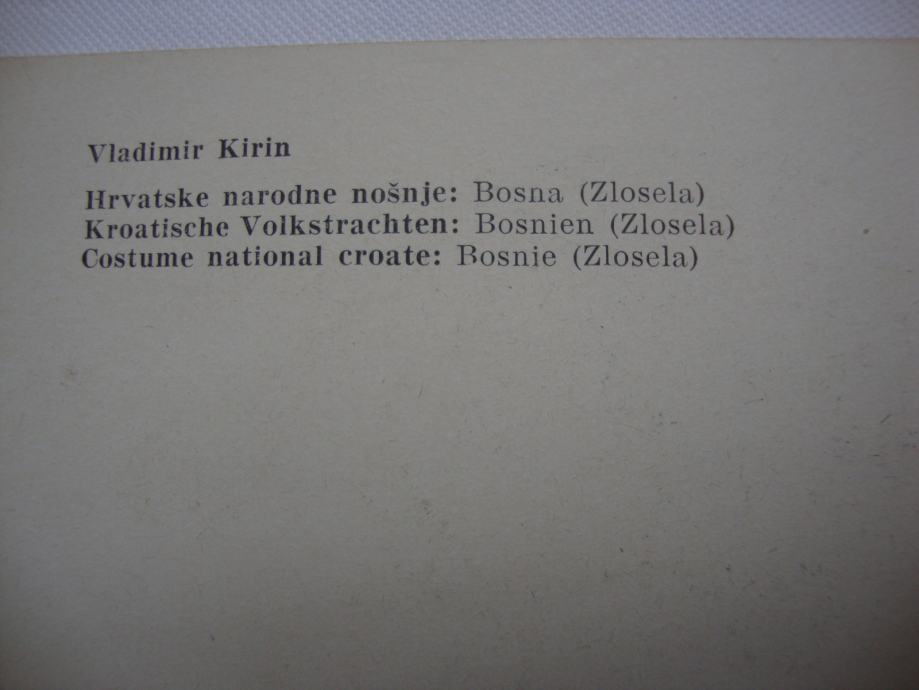 Vladimir Kirin
Hrvatske narodne nošnje: Bosna (Zlosela)
Kroatische Volkstrachten: Bosnien (Zlosela)
Costume national croate: Bosnie (Zlosela)